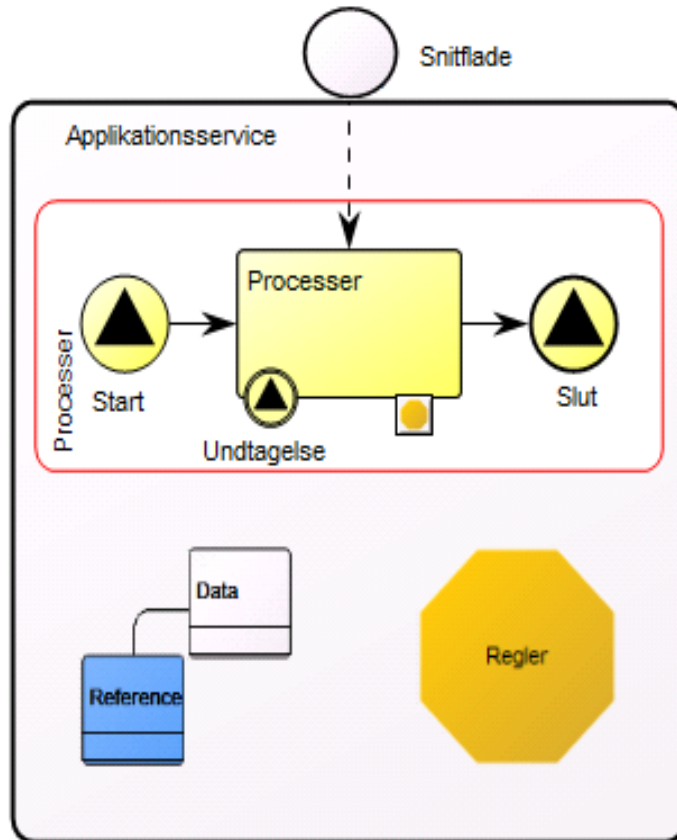 Snitflade
Applikationsservice
Processer
Processer
Start
Slut
Undtagelse
Data
Reference
Regler